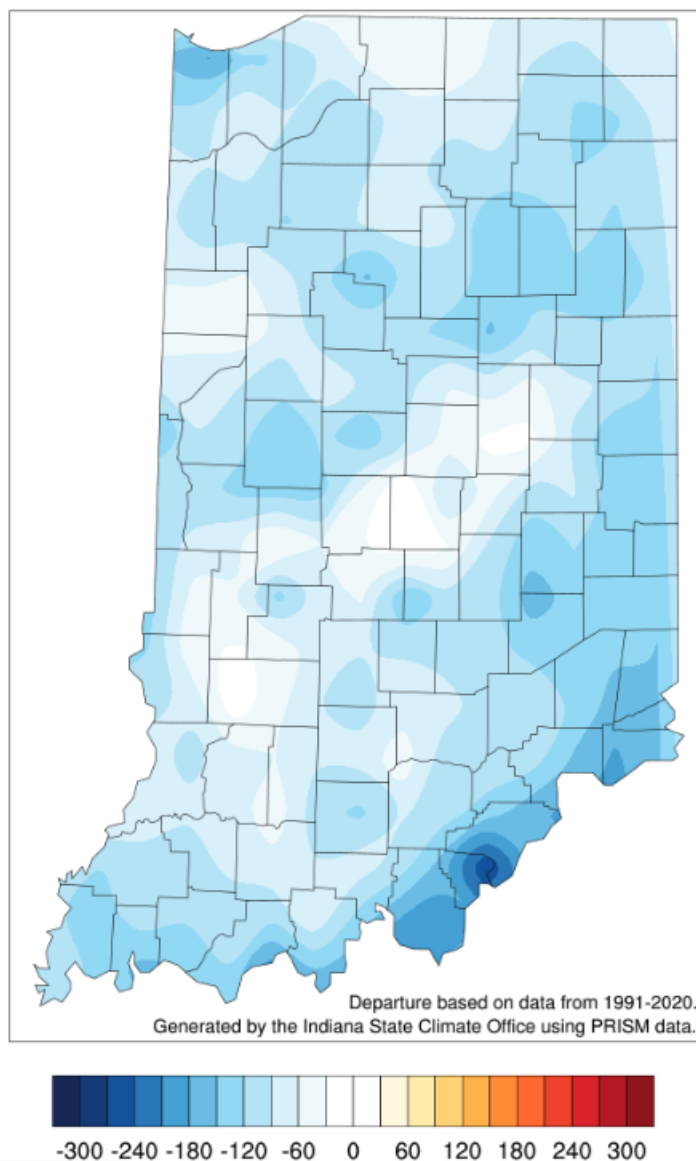 Departure based on data from 1991-2020.
Generated by the Indiana State Climate Office using PRISM data.
-300 -240 -180 -120 -60 0 60 120 180 240 300